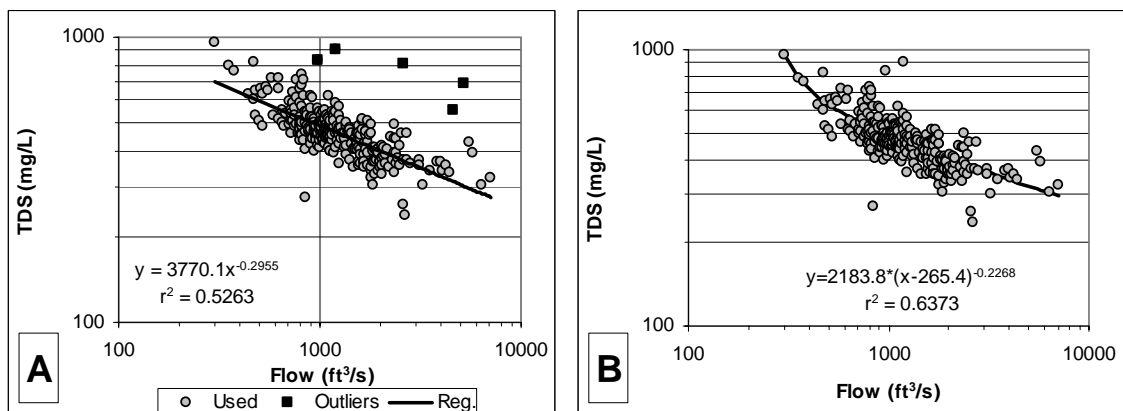 1000
TDS (mg/L)
y = 3770.1x^-0.2955
r² = 0.5263
100
100 1000 10000
Flow (ft³/s)
A
Used Outliers Reg.
1000
TDS (mg/L)
y=2183.8*(x-265.4)^-0.2268
r² = 0.6373
100
100 1000 10000
Flow (ft³/s)
B